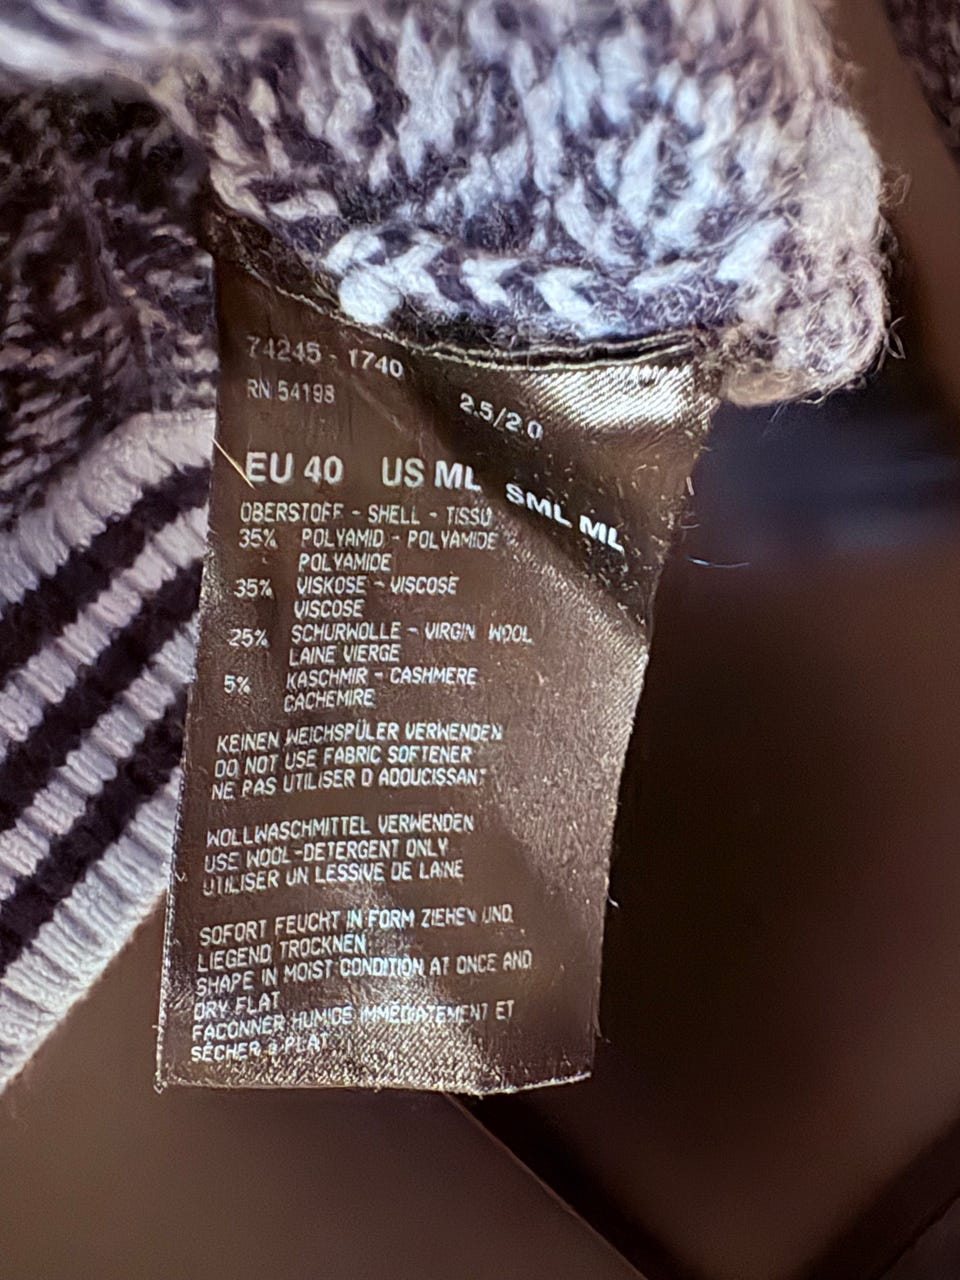 74245 - 1740
RN 54198
2.5/2.0
EU 40 US ML SML ML
OBERSTOFF - SHELL - TISSU
35% POLYAMID - POLYAMIDE
POLYAMIDE
35% VISKOSE - VISCOSE
VISCOSE
25% SCHURWOLLE - VIRGIN WOOL
LAINE VIERGE
5% KASCHMIR - CASHMERE
CACHEMIRE
KEINEN WEICHSPÜLER VERWENDEN
DO NOT USE FABRIC SOFTENER
NE PAS UTILISER D ADOUCISSANT
WOLLWASCHMITTEL VERWENDEN
USE WOOL-DETERGENT ONLY
UTILISER UN LESSIVE DE LAINE
SOFORT FEUCHT IN FORM ZIEHEN UND
LIEGEND TROCKNEN
SHAPE IN MOIST CONDITION AT ONCE AND
DRY FLAT
FACONNER HUMIDE IMMÉDIATEMENT ET
SÉCHER à PLAT